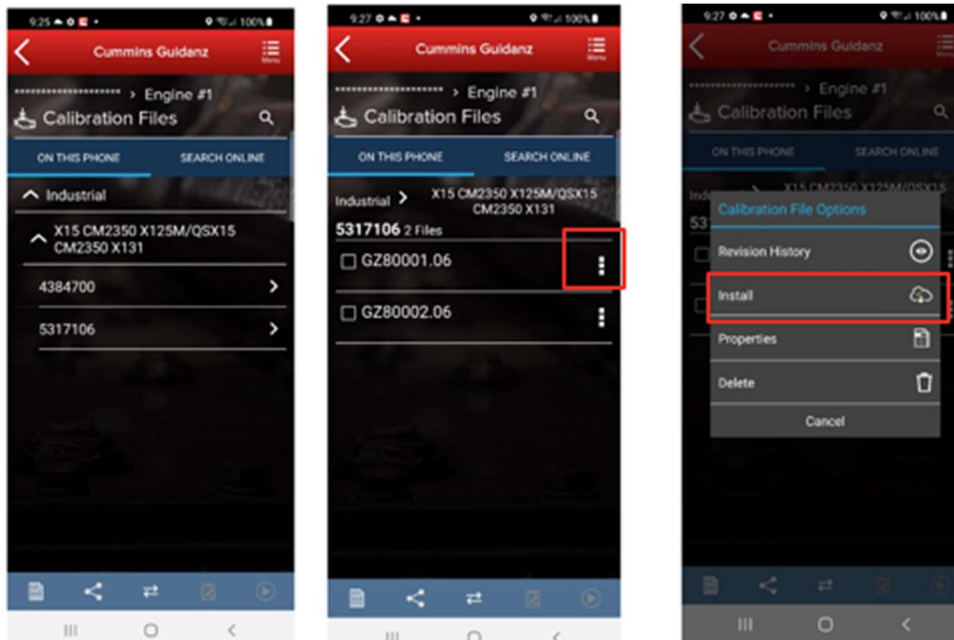 9:25
100%
Cummins Guidanz
Menu
******************** > Engine #1
Calibration Files
ON THIS PHONE
SEARCH ONLINE
Industrial
X15 CM2350 X125M/QSX15
CM2350 X131
4384700
5317106
9:27
100%
Cummins Guidanz
Menu
******************** > Engine #1
Calibration Files
ON THIS PHONE
SEARCH ONLINE
Industrial > X15 CM2350 X125M/QSX15
CM2350 X131
5317106 2 Files
GZ80001.06
GZ80002.06
9:27
100%
Cummins Guidanz
Menu
******************** > Engine #1
Calibration Files
ON THIS PHONE
SEARCH ONLINE
X15 CM2350 X125M/QSX15
53
Calibration File Options
Revision History
Install
Properties
Delete
Cancel